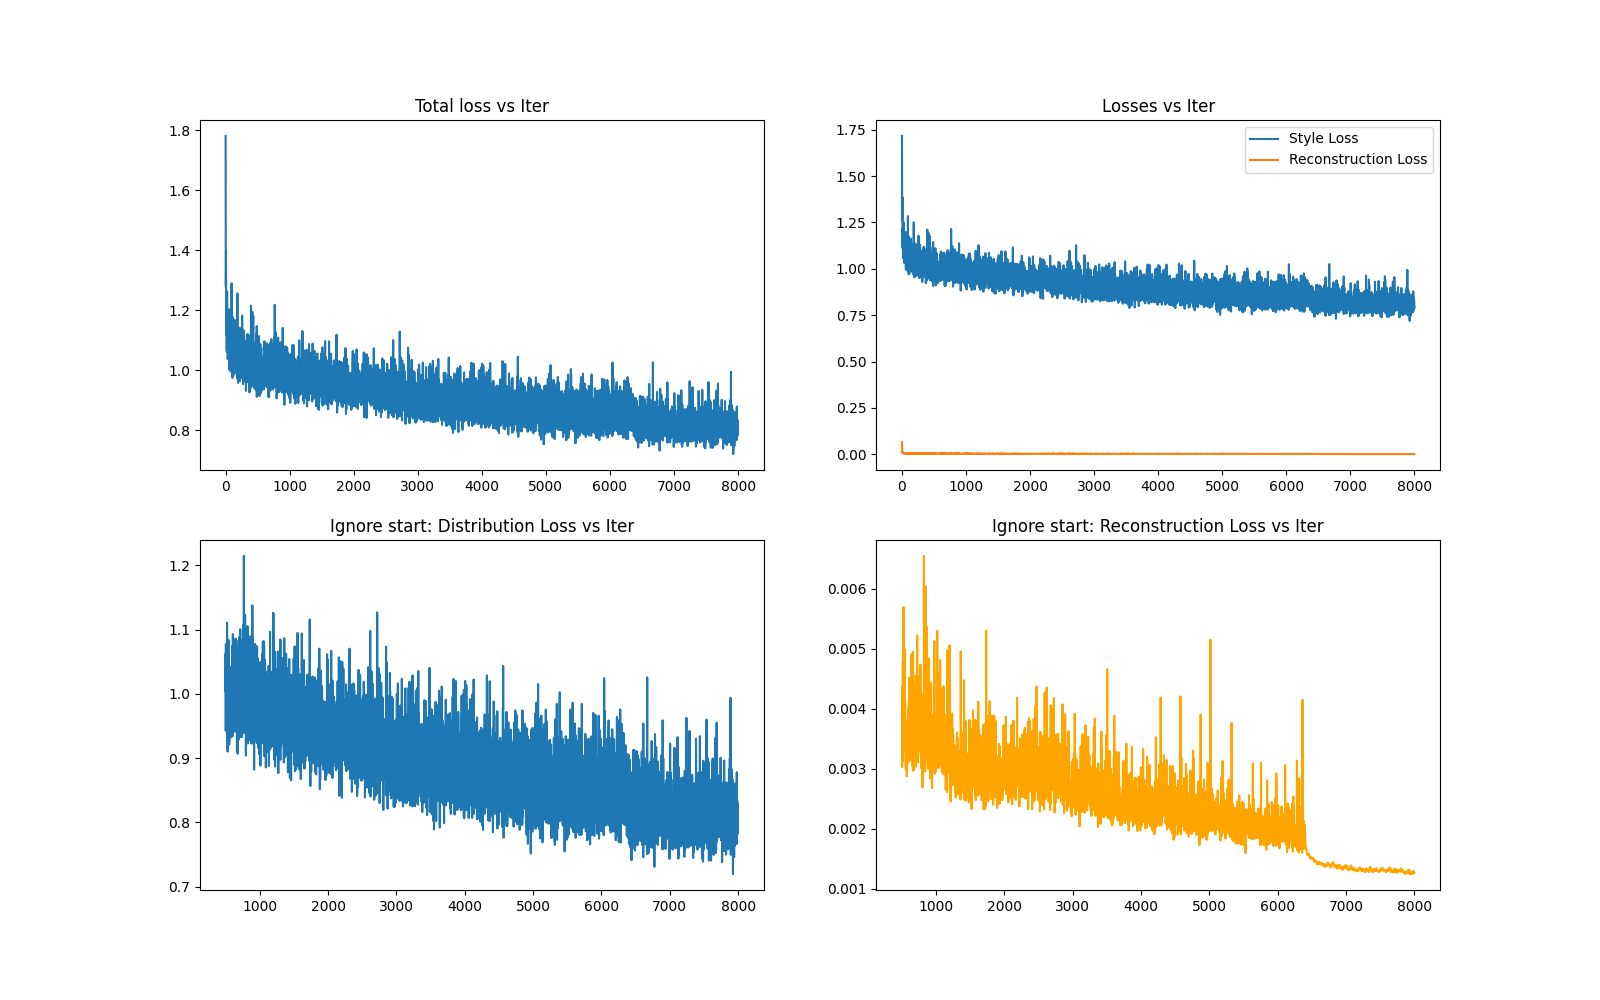 Total loss vs Iter
1.8
1.6
1.4
1.2
1.0
0.8
0 1000 2000 3000 4000 5000 6000 7000 8000
Losses vs Iter
Style Loss
Reconstruction Loss
1.75
1.50
1.25
1.00
0.75
0.50
0.25
0.00
0 1000 2000 3000 4000 5000 6000 7000 8000
Ignore start: Distribution Loss vs Iter
1.2
1.1
1.0
0.9
0.8
0.7
1000 2000 3000 4000 5000 6000 7000 8000
Ignore start: Reconstruction Loss vs Iter
0.006
0.005
0.004
0.003
0.002
0.001
1000 2000 3000 4000 5000 6000 7000 8000